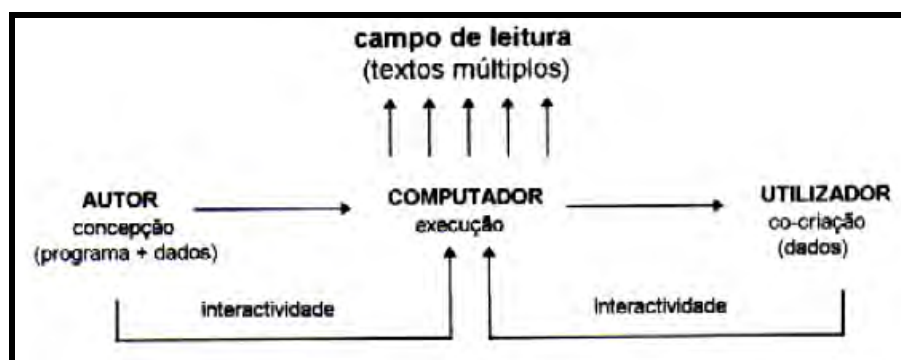 campo de leitura
(textos múltiplos)
AUTOR
concepção
(programa + dados)
COMPUTADOR
execução
UTILIZADOR
co-criação
(dados)
interactividade
interactividade